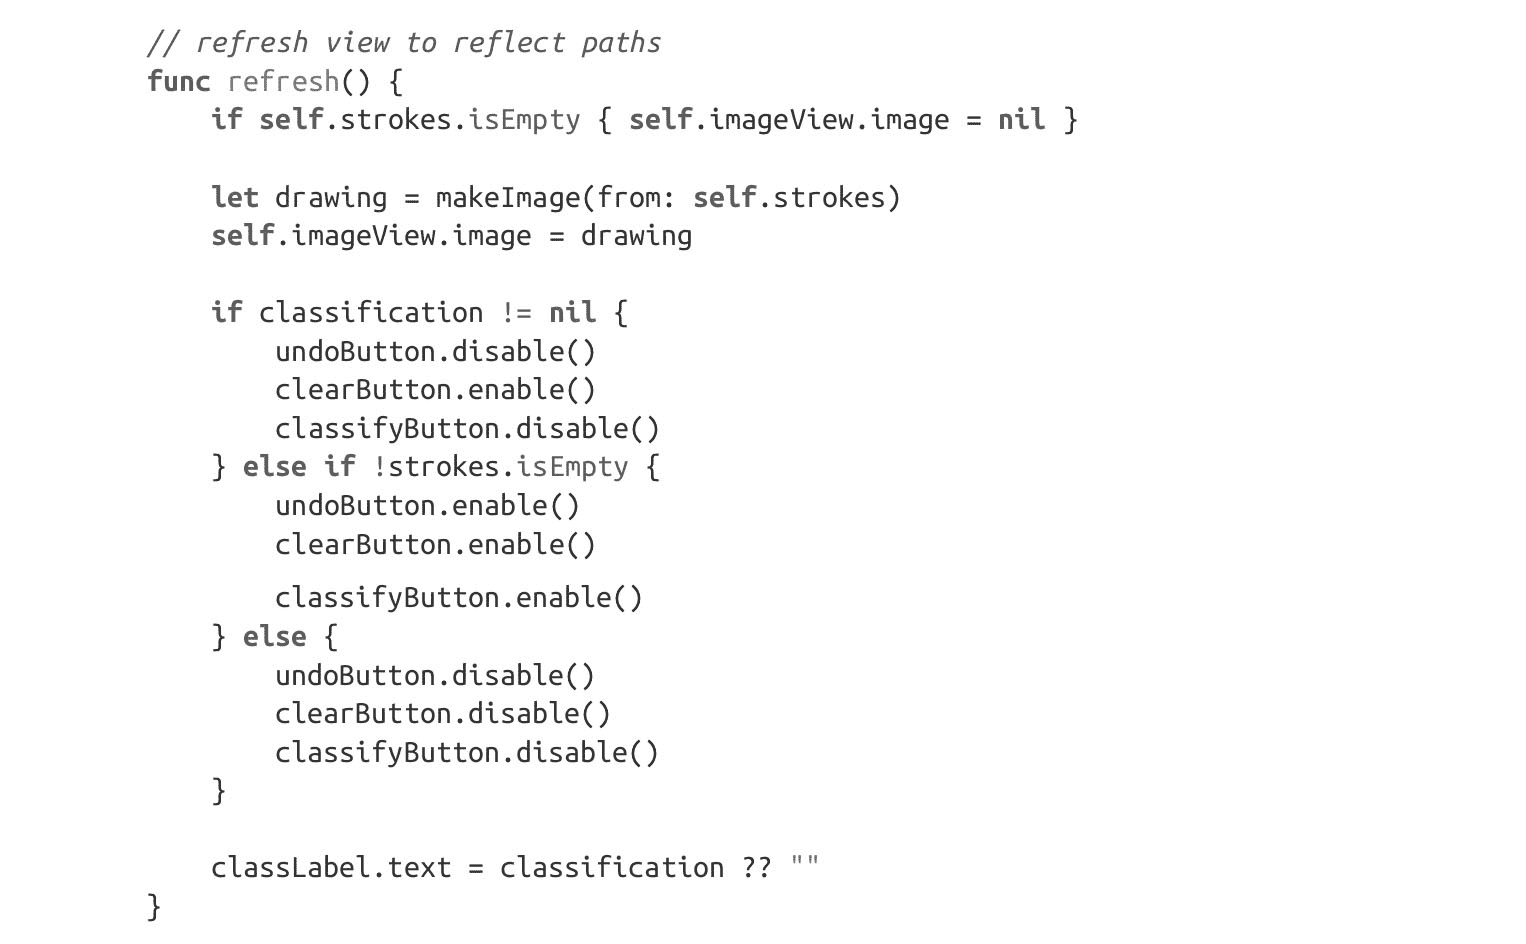 // refresh view to reflect paths
func refresh() {
    if self.strokes.isEmpty { self.imageView.image = nil }

    let drawing = makeImage(from: self.strokes)
    self.imageView.image = drawing

    if classification != nil {
        undoButton.disable()
        clearButton.enable()
        classifyButton.disable()
    } else if !strokes.isEmpty {
        undoButton.enable()
        clearButton.enable()
        classifyButton.enable()
    } else {
        undoButton.disable()
        clearButton.disable()
        classifyButton.disable()
    }

    classLabel.text = classification ?? ""
}